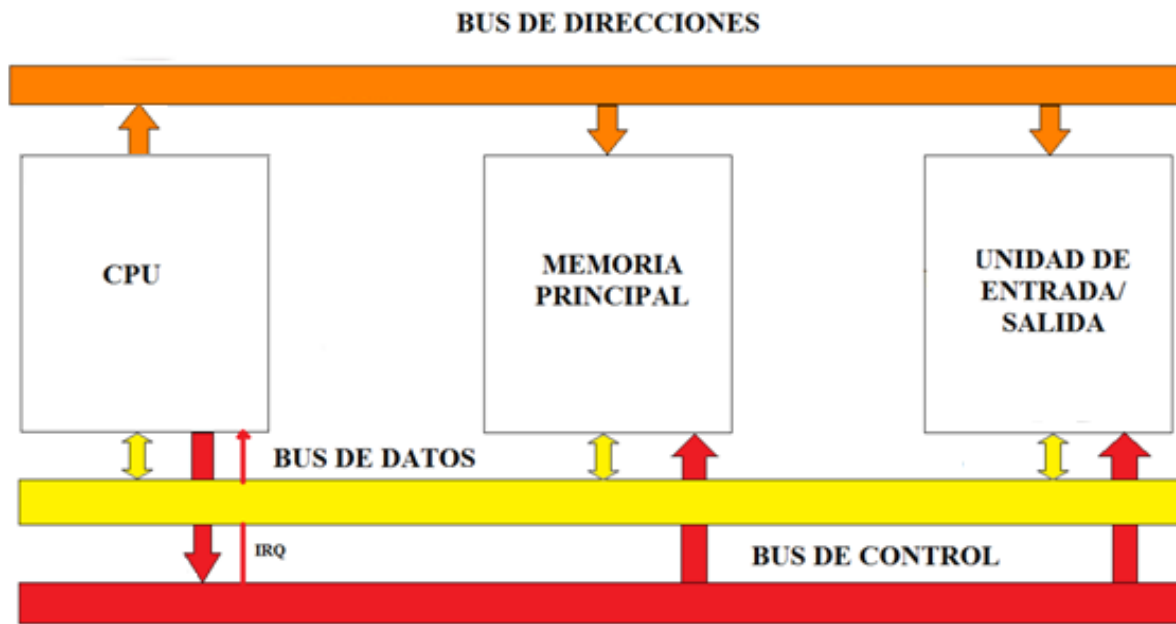 BUS DE DIRECCIONES
CPU
MEMORIA
PRINCIPAL
UNIDAD DE
ENTRADA/
SALIDA
BUS DE DATOS
IRQ
BUS DE CONTROL